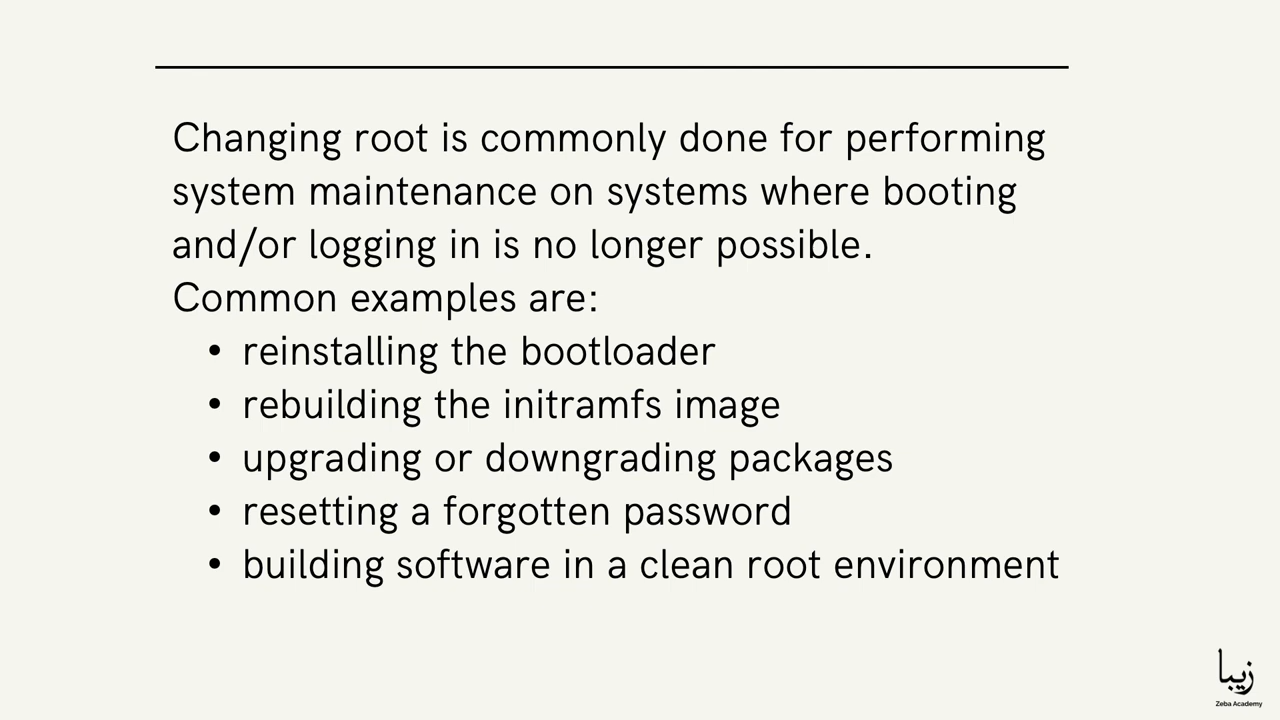 Changing root is commonly done for performing
system maintenance on systems where booting
and/or logging in is no longer possible.
Common examples are:
• reinstalling the bootloader
• rebuilding the initramfs image
• upgrading or downgrading packages
• resetting a forgotten password
• building software in a clean root environment
زیبا
Zeba Academy